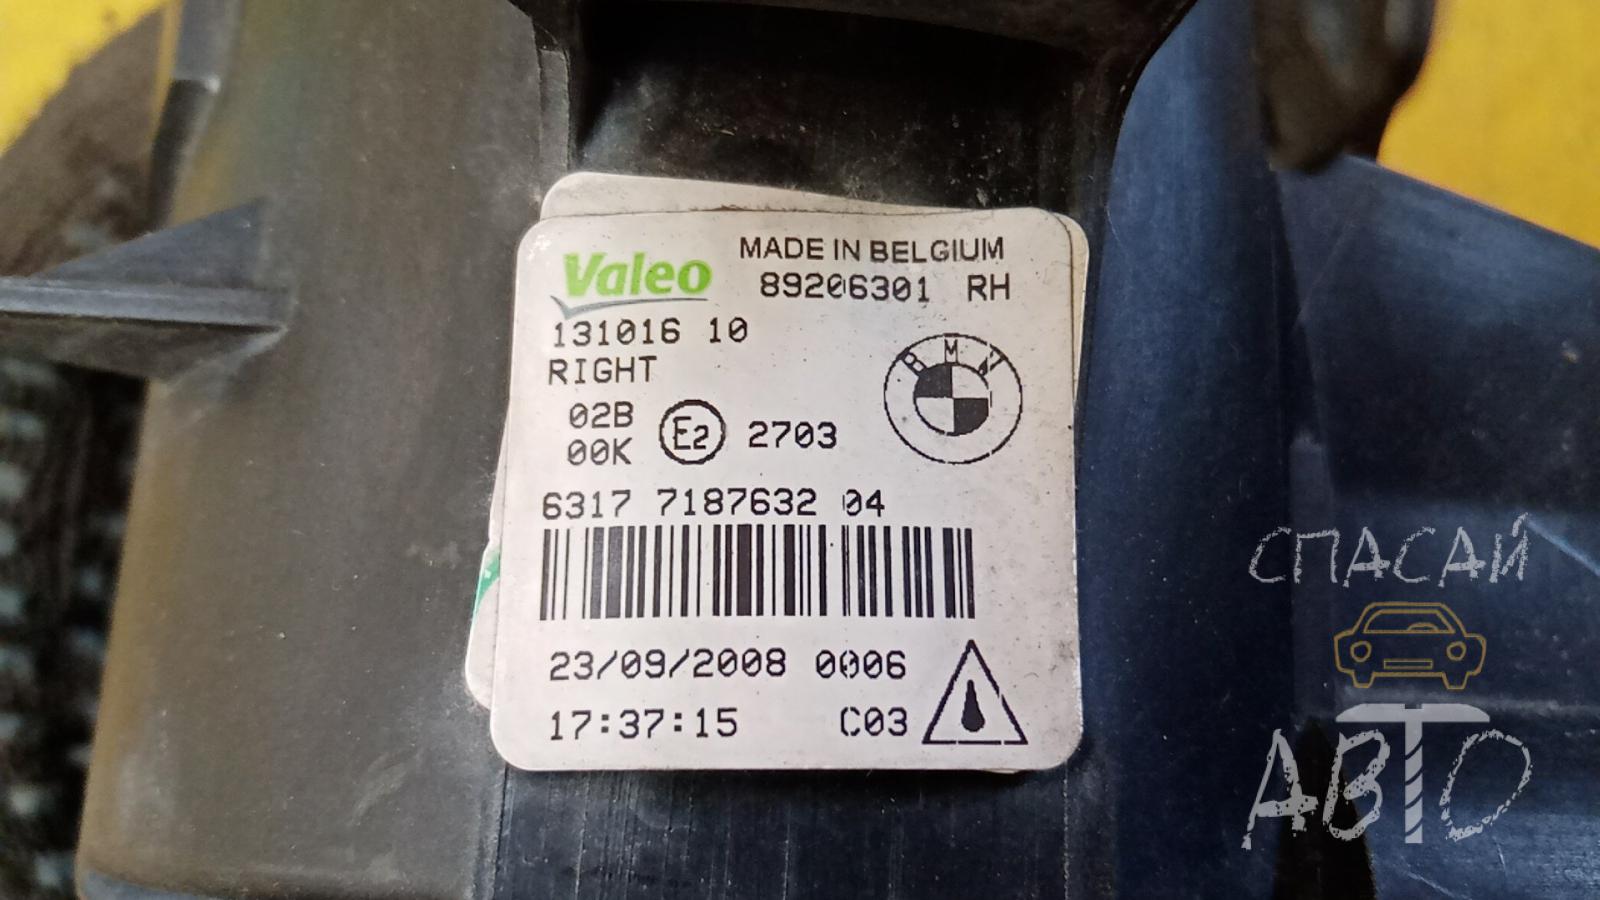 Valeo MADE IN BELGIUM
89206301 RH
131016 10
RIGHT
BMW
02B
00K E2 2703
6317 7187632 04
23/09/2008 0006
17:37:15 C03
СПАСАЙ
АВТО